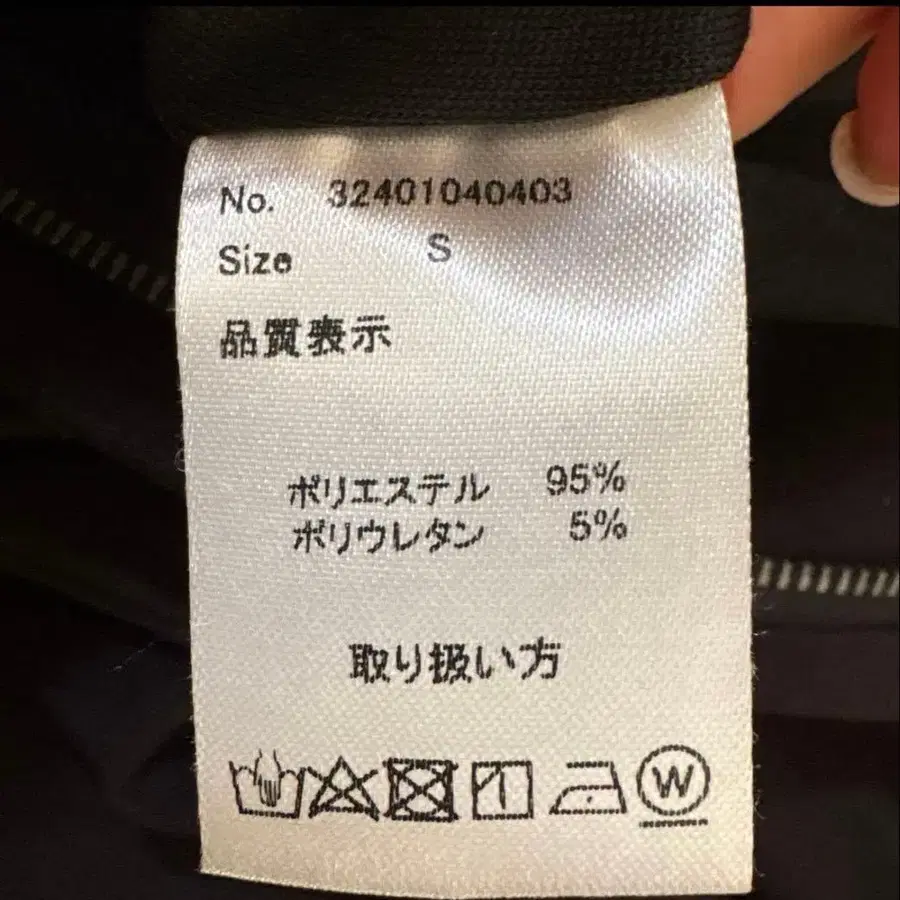 No. 32401040403
Size S
品質表示
ポリエステル 95%
ポリウレタン 5%
取り扱い方
W